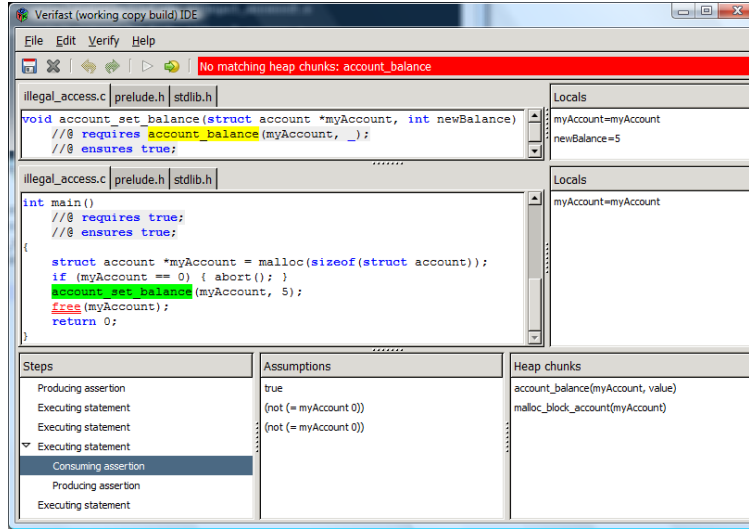 Verifast (working copy build) IDE
File Edit Verify Help
No matching heap chunks: account_balance
illegal_access.c prelude.h stdlib.h
Locals
void account_set_balance(struct account *myAccount, int newBalance)
//@ requires account_balance(myAccount, _);
//@ ensures true;
myAccount=myAccount
newBalance=5
illegal_access.c prelude.h stdlib.h
Locals
int main()
//@ requires true;
//@ ensures true;
{
struct account *myAccount = malloc(sizeof(struct account));
if (myAccount == 0) { abort(); }
account_set_balance(myAccount, 5);
free(myAccount);
return 0;
}
myAccount=myAccount
Steps
Producing assertion
Executing statement
Executing statement
Executing statement
Consuming assertion
Producing assertion
Executing statement
Assumptions
true
(not (= myAccount 0))
(not (= myAccount 0))
Heap chunks
account_balance(myAccount, value)
malloc_block_account(myAccount)